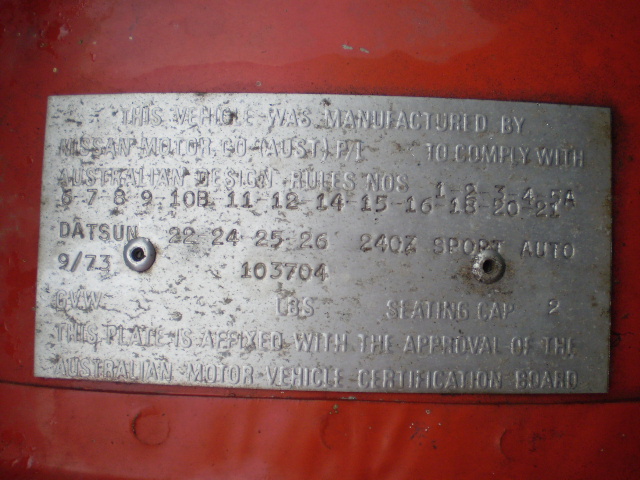 THIS VEHICLE WAS MANUFACTURED BY
NISSAN MOTOR CO (AUST) P/L TO COMPLY WITH
AUSTRALIAN DESIGN RULES NOS 1-2-3-4-5A
6-7-8-9-10B-11-12-14-15-16-18-20-21
DATSUN 22-24-25-26 240Z SPORT AUTO
9/73 103704
GVW LBS SEATING CAP 2
THIS PLATE IS AFFIXED WITH THE APPROVAL OF THE
AUSTRALIAN MOTOR VEHICLE CERTIFICATION BOARD